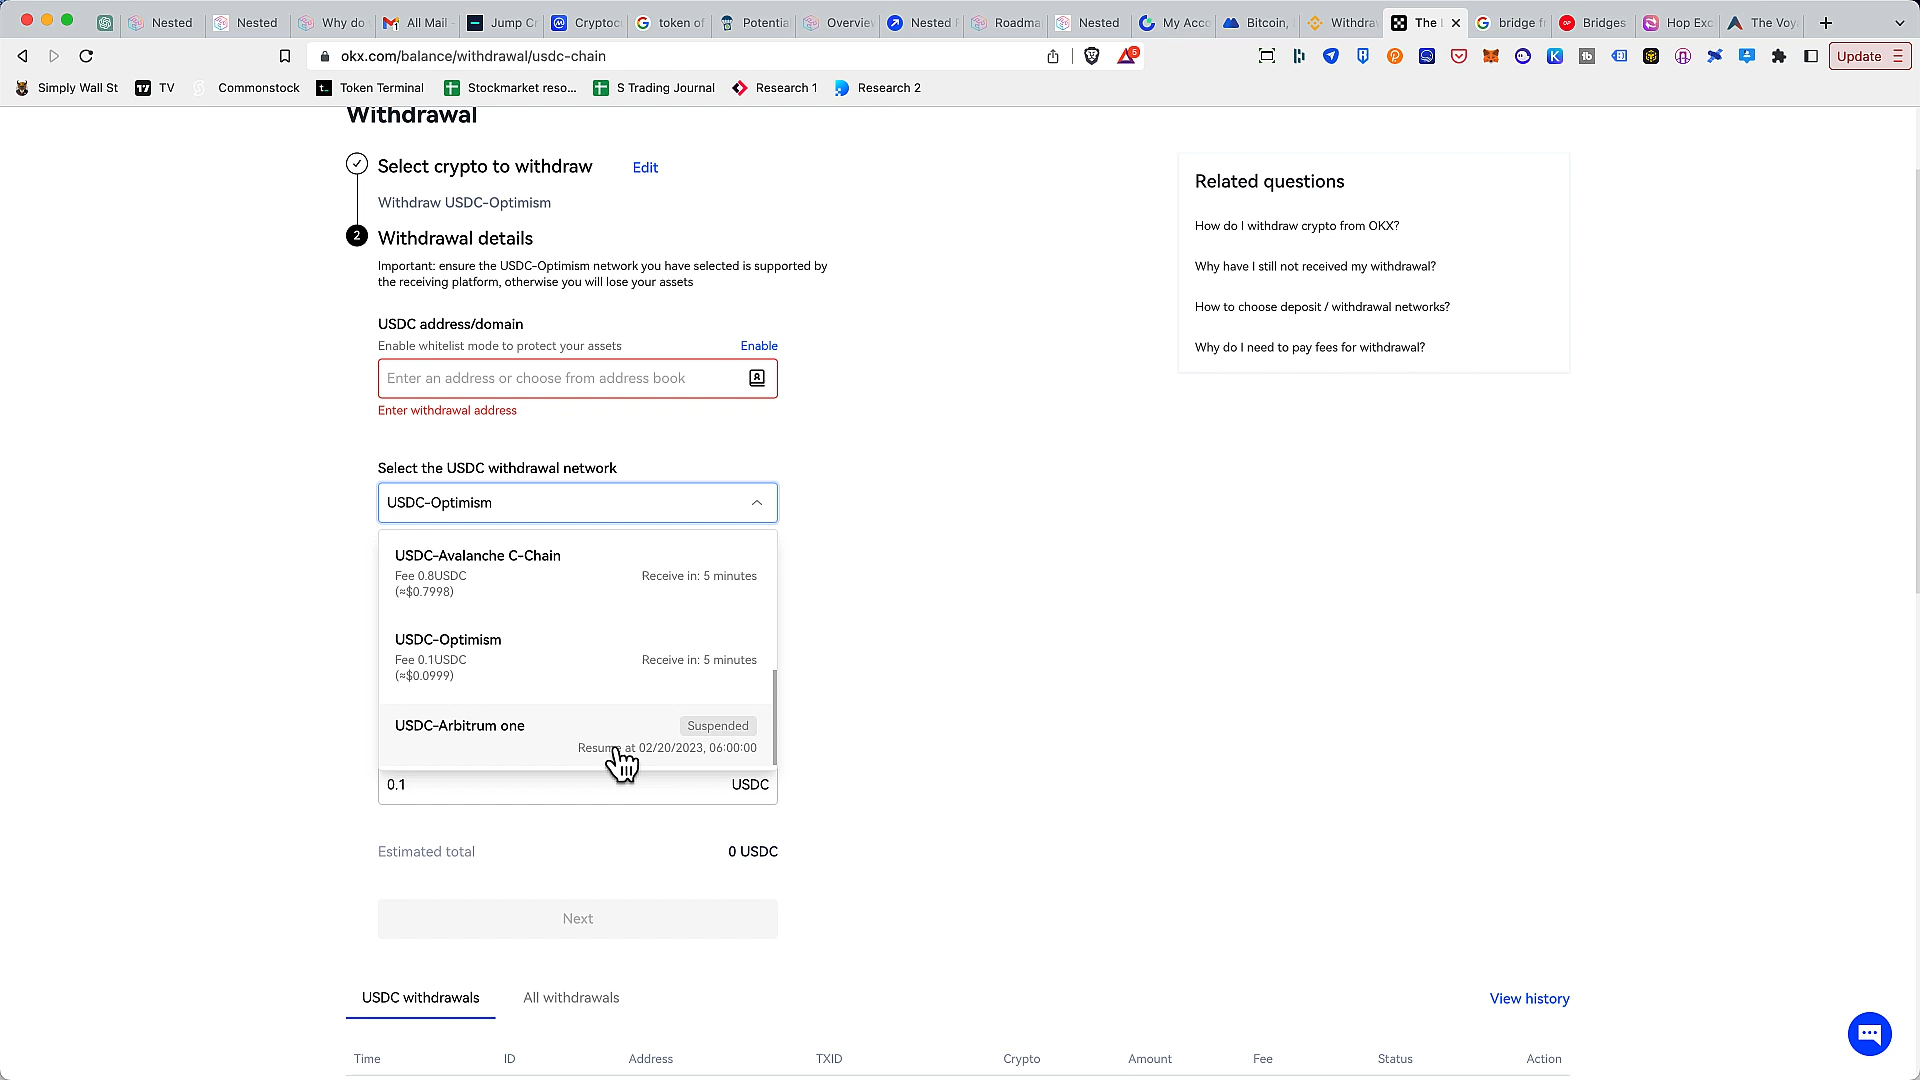 Nested
Nested
Why do
All Mail
Jump Cr
Cryptoc
token of
Potentia
Overvie
Nested F
Roadma
Nested
My Acco
Bitcoin,
Withdra
The
bridge f
Bridges
Hop Exc
The Voy
okx.com/balance/withdrawal/usdc-chain
5
Update
Simply Wall St
TV
Commonstock
Token Terminal
Stockmarket reso...
S Trading Journal
Research 1
Research 2
Withdrawal
Select crypto to withdraw Edit
Withdraw USDC-Optimism
2 Withdrawal details
Important: ensure the USDC-Optimism network you have selected is supported by
the receiving platform, otherwise you will lose your assets
USDC address/domain
Enable whitelist mode to protect your assets Enable
Enter an address or choose from address book
Enter withdrawal address
Select the USDC withdrawal network
USDC-Optimism
USDC-Avalanche C-Chain
Fee 0.8USDC Receive in: 5 minutes
(≈$0.7998)
USDC-Optimism
Fee 0.1USDC Receive in: 5 minutes
(≈$0.0999)
USDC-Arbitrum one Suspended
Resume at 02/20/2023, 06:00:00
0.1 USDC
Estimated total 0 USDC
Next
USDC withdrawals All withdrawals View history
Time ID Address TXID Crypto Amount Fee Status Action
Related questions
How do I withdraw crypto from OKX?
Why have I still not received my withdrawal?
How to choose deposit / withdrawal networks?
Why do I need to pay fees for withdrawal?